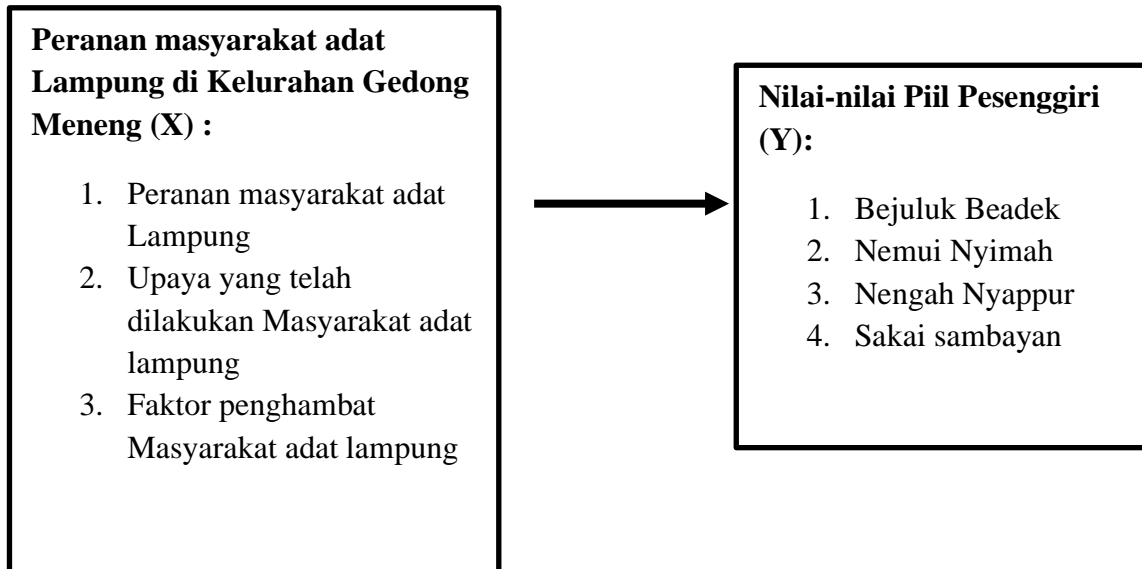 Peranan masyarakat adat
Lampung di Kelurahan Gedong
Meneng (X) :
1. Peranan masyarakat adat
Lampung
2. Upaya yang telah
dilakukan Masyarakat adat
lampung
3. Faktor penghambat
Masyarakat adat lampung
Nilai-nilai Piil Pesenggiri
(Y):
1. Bejuluk Beadek
2. Nemui Nyimah
3. Nengah Nyappur
4. Sakai sambayan